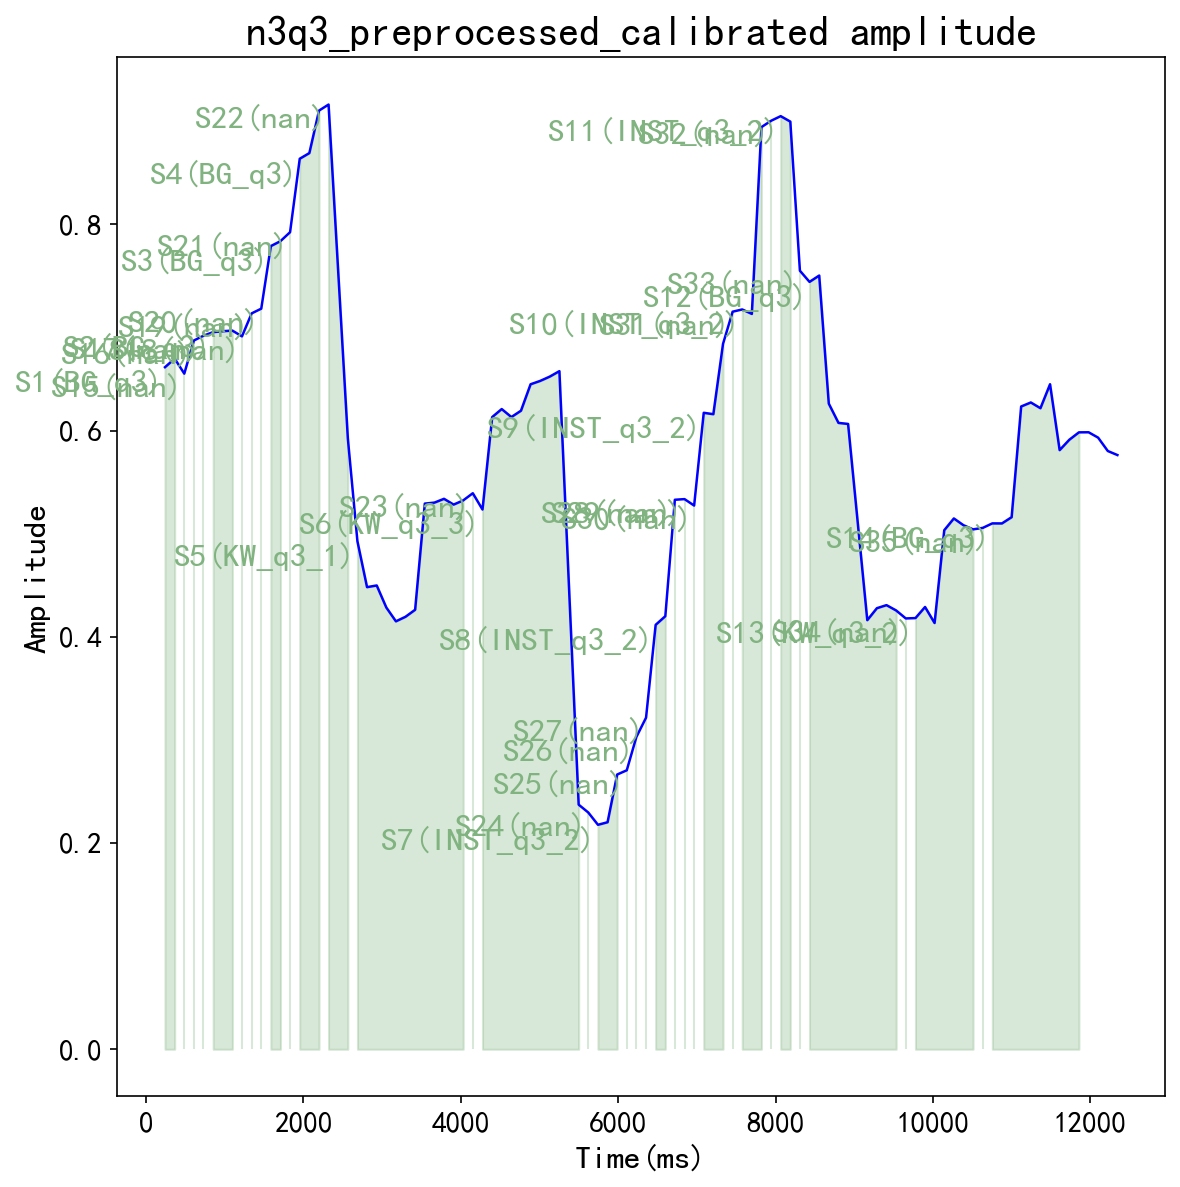 n3q3_preprocessed_calibrated amplitude
S22(nan)
S11(INST_q3_2)
S32(nan)
S4(BG_q3)
0.8
S21(nan)
S3(BG_q3)
S33(nan)
S12(BG_q3)
S20(nan)
S19(nan)
S10(INST_q3_2)
S31(nan)
S1(BG_q3)
S15(nan)
0.6
S9(INST_q3_2)
S23(nan)
S6(KW_q3_3)
S30(nan)
S14(BG_q3)
S35(nan)
S5(KW_q3_1)
0.4
S8(INST_q3_2)
S13(KW_q3_2)
S34(nan)
S27(nan)
S26(nan)
S25(nan)
S24(nan)
S7(INST_q3_2)
0.2
0.0
Amplitude
0
2000
4000
6000
8000
10000
12000
Time(ms)